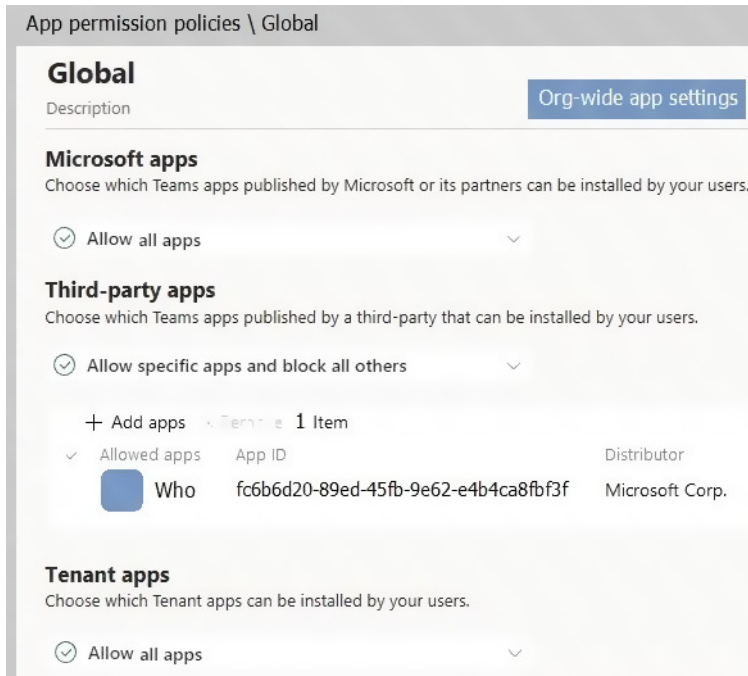 App permission policies \ Global
Global
Description
Org-wide app settings
Microsoft apps
Choose which Teams apps published by Microsoft or its partners can be installed by your users.
Allow all apps
Third-party apps
Choose which Teams apps published by a third-party that can be installed by your users.
Allow specific apps and block all others
+ Add apps 1 Item
Allowed apps App ID Distributor
Who fc6b6d20-89ed-45fb-9e62-e4b4ca8fbf3f Microsoft Corp.
Tenant apps
Choose which Tenant apps can be installed by your users.
Allow all apps